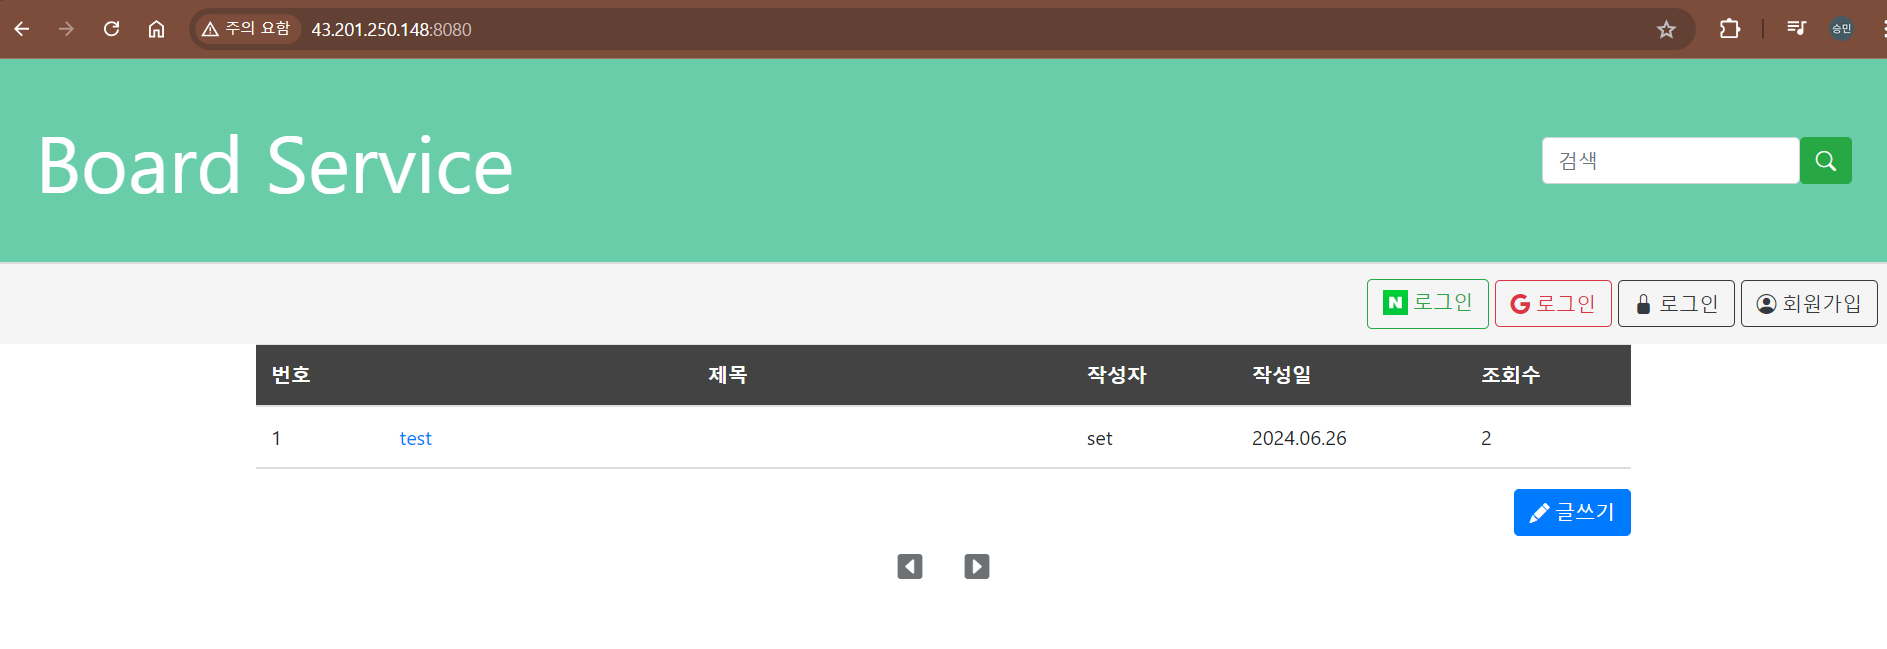 주의 요함 43.201.250.148:8080
승민
Board Service
검색
N 로그인 G 로그인 로그인 회원가입
번호 제목 작성자 작성일 조회수
1 test set 2024.06.26 2
글쓰기